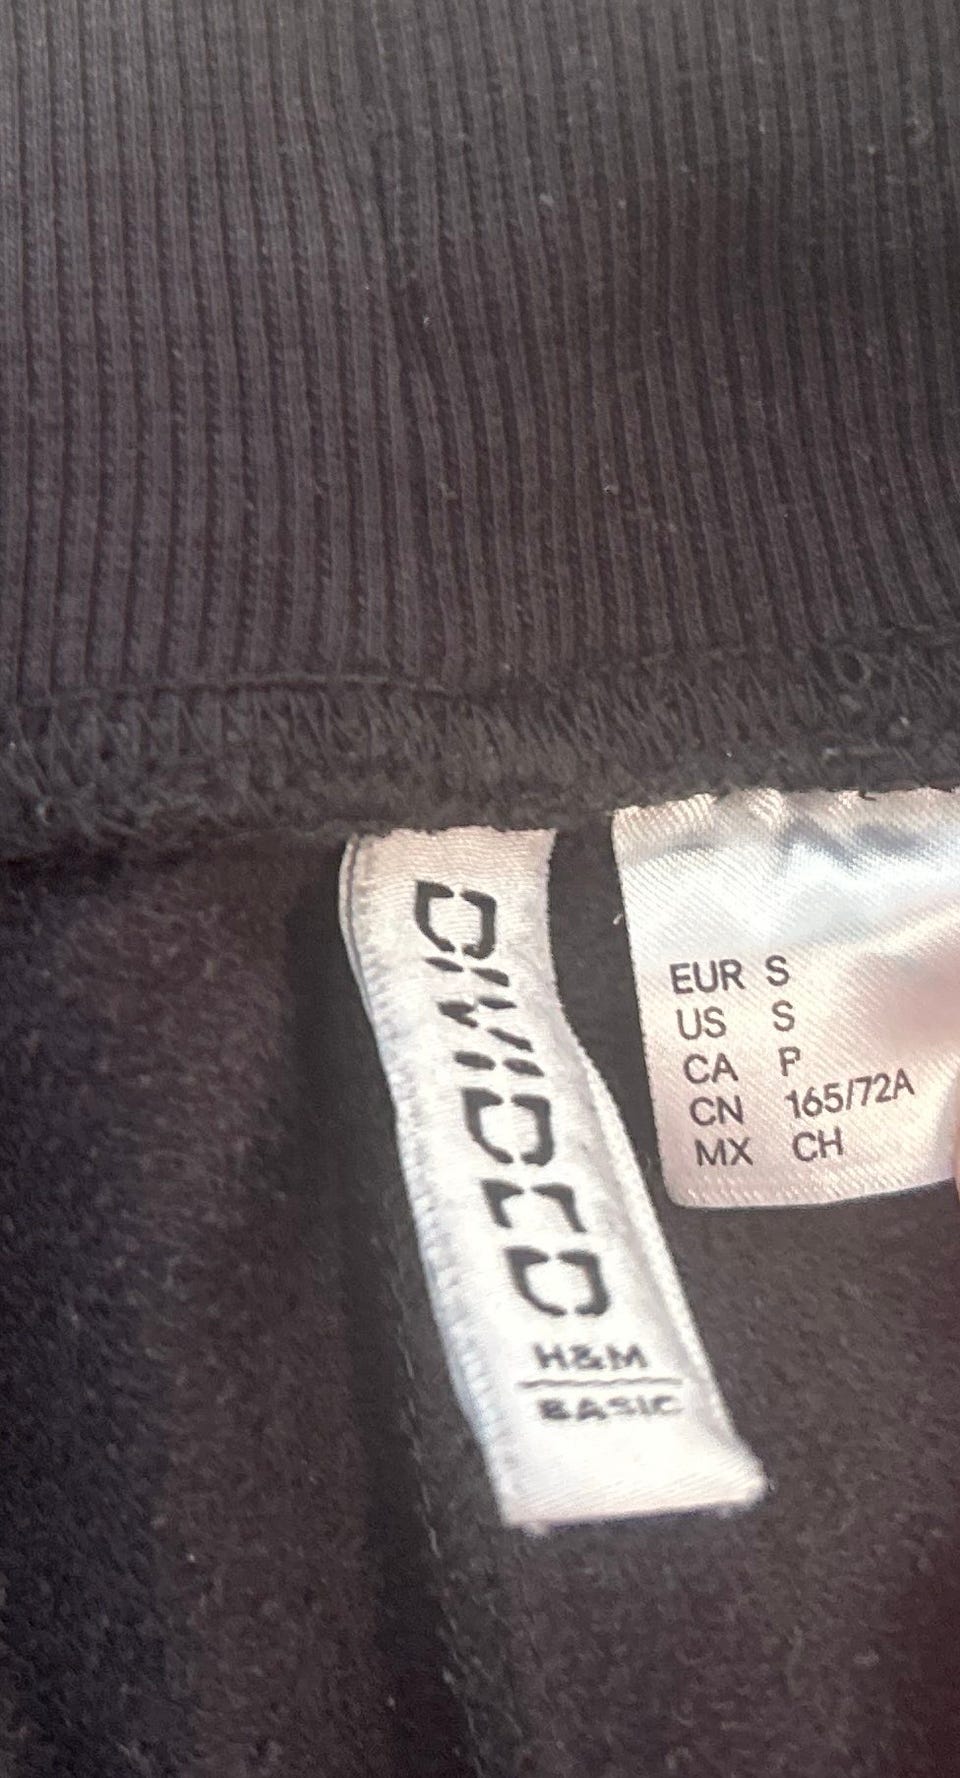 DIVIDED
H&M
BASIC
EUR S
US S
CA P
CN 165/72A
MX CH